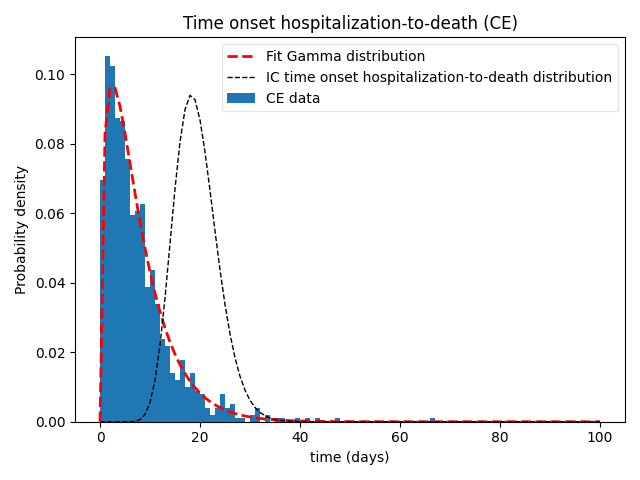 Time onset hospitalization-to-death (CE)
Fit Gamma distribution
IC time onset hospitalization-to-death distribution
CE data
Probability density
0.10
0.08
0.06
0.04
0.02
0.00
0 20 40 60 80 100
time (days)